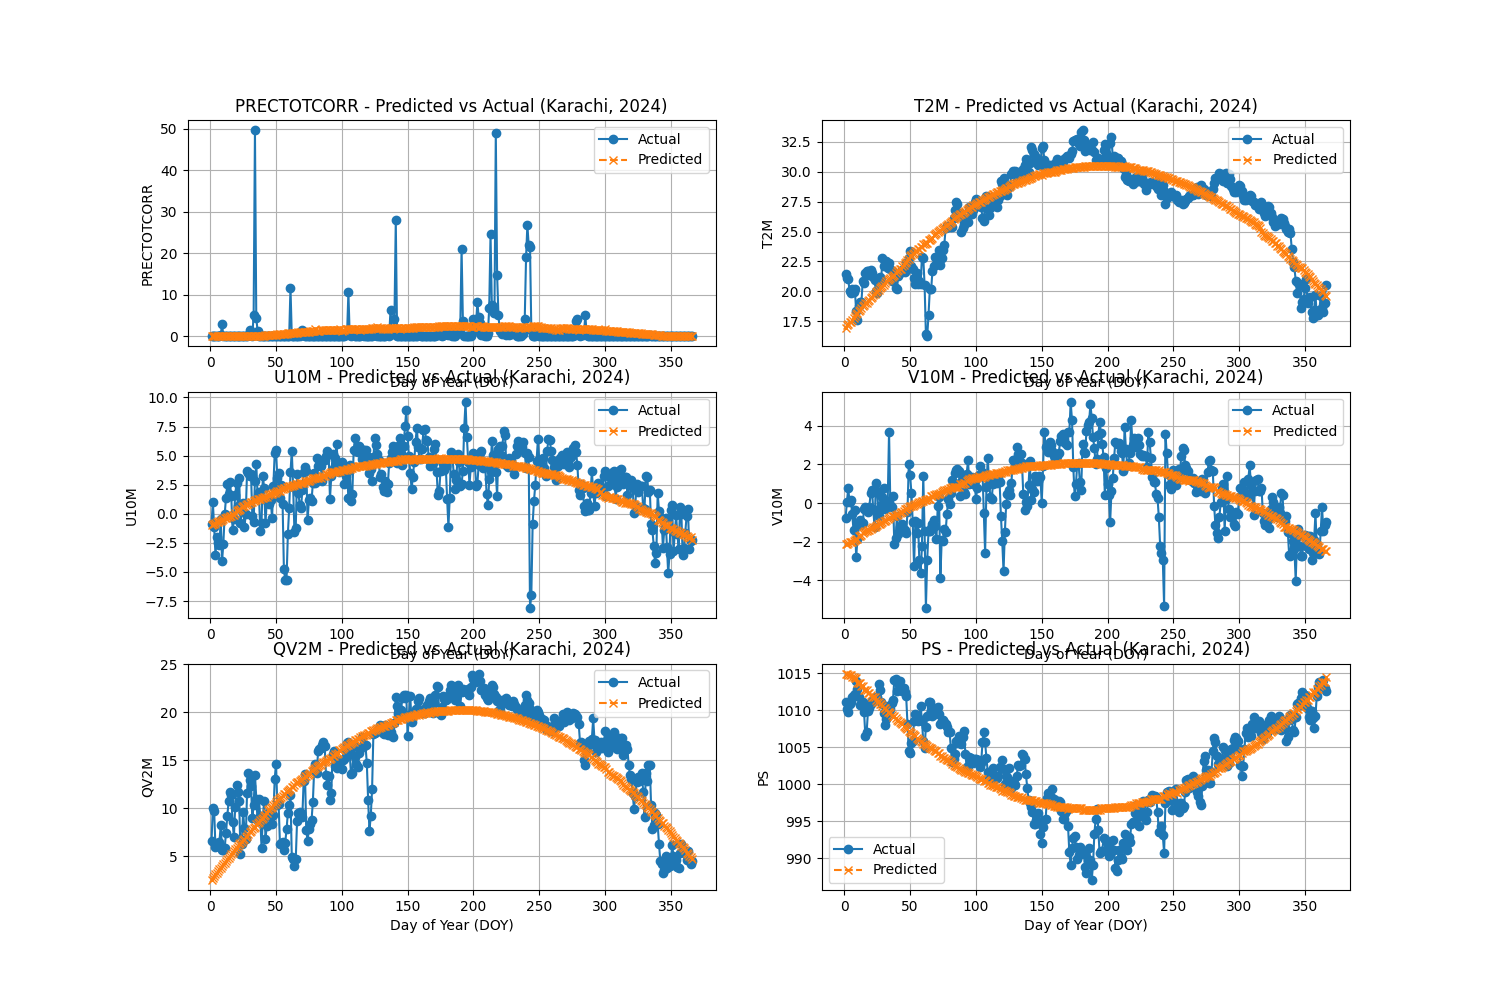 PRECTOTCORR - Predicted vs Actual (Karachi, 2024)
PRECTOTCORR
50
40
30
20
10
0
0 50 100 150 200 250 300 350
Day of Year (DOY)
Actual
Predicted
T2M - Predicted vs Actual (Karachi, 2024)
T2M
32.5
30.0
27.5
25.0
22.5
20.0
17.5
0 50 100 150 200 250 300 350
Day of Year (DOY)
Actual
Predicted
U10M - Predicted vs Actual (Karachi, 2024)
U10M
10.0
7.5
5.0
2.5
0.0
−2.5
−5.0
−7.5
0 50 100 150 200 250 300 350
Day of Year (DOY)
Actual
Predicted
V10M - Predicted vs Actual (Karachi, 2024)
V10M
4
2
0
−2
−4
0 50 100 150 200 250 300 350
Day of Year (DOY)
Actual
Predicted
QV2M - Predicted vs Actual (Karachi, 2024)
QV2M
25
20
15
10
5
0 50 100 150 200 250 300 350
Day of Year (DOY)
Actual
Predicted
PS - Predicted vs Actual (Karachi, 2024)
PS
1015
1010
1005
1000
995
990
0 50 100 150 200 250 300 350
Day of Year (DOY)
Actual
Predicted